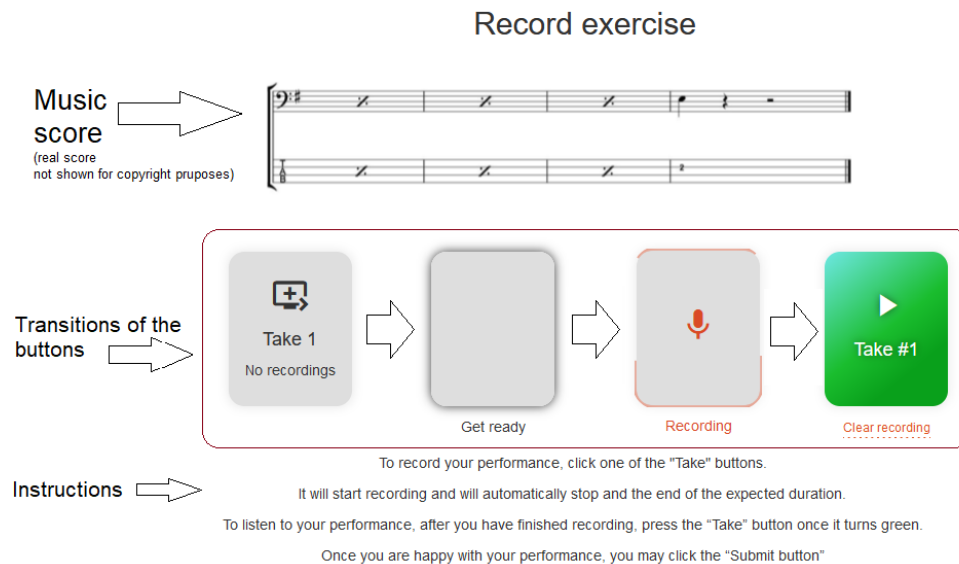 Record exercise
Music
score
(real score
not shown for copyright pruposes)
T
A
B
2
Transitions of the
buttons
Take 1
No recordings
Get ready
Recording
Take #1
Clear recording
Instructions
To record your performance, click one of the "Take" buttons.
It will start recording and will automatically stop and the end of the expected duration.
To listen to your performance, after you have finished recording, press the “Take” button once it turns green.
Once you are happy with your performance, you may click the “Submit button”